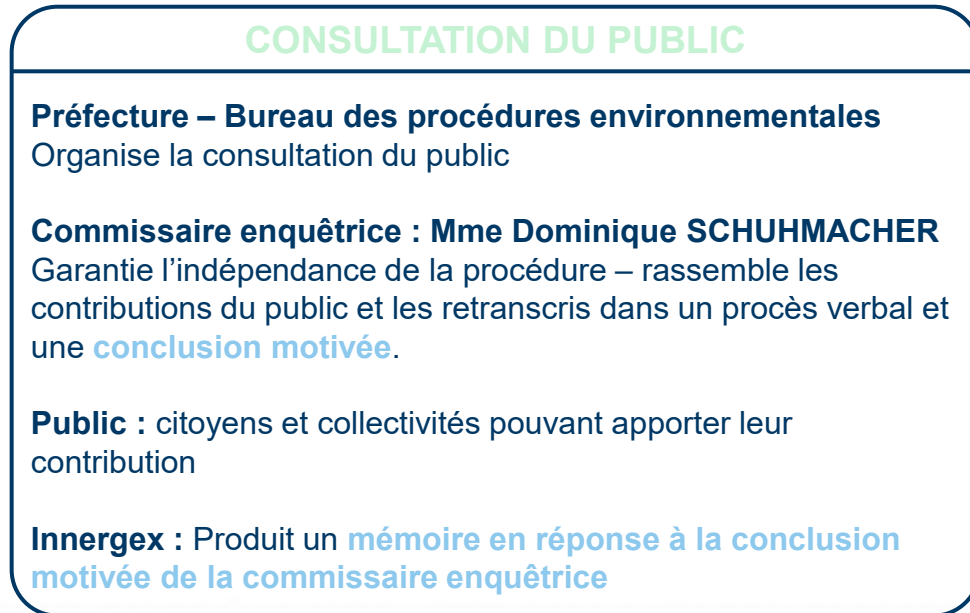 CONSULTATION DU PUBLIC
Préfecture – Bureau des procédures environnementales
Organise la consultation du public
Commissaire enquêtrice : Mme Dominique SCHUHMACHER
Garantie l’indépendance de la procédure – rassemble les
contributions du public et les retranscris dans un procès verbal et
une conclusion motivée.
Public : citoyens et collectivités pouvant apporter leur
contribution
Innergex : Produit un mémoire en réponse à la conclusion
motivée de la commissaire enquêtrice